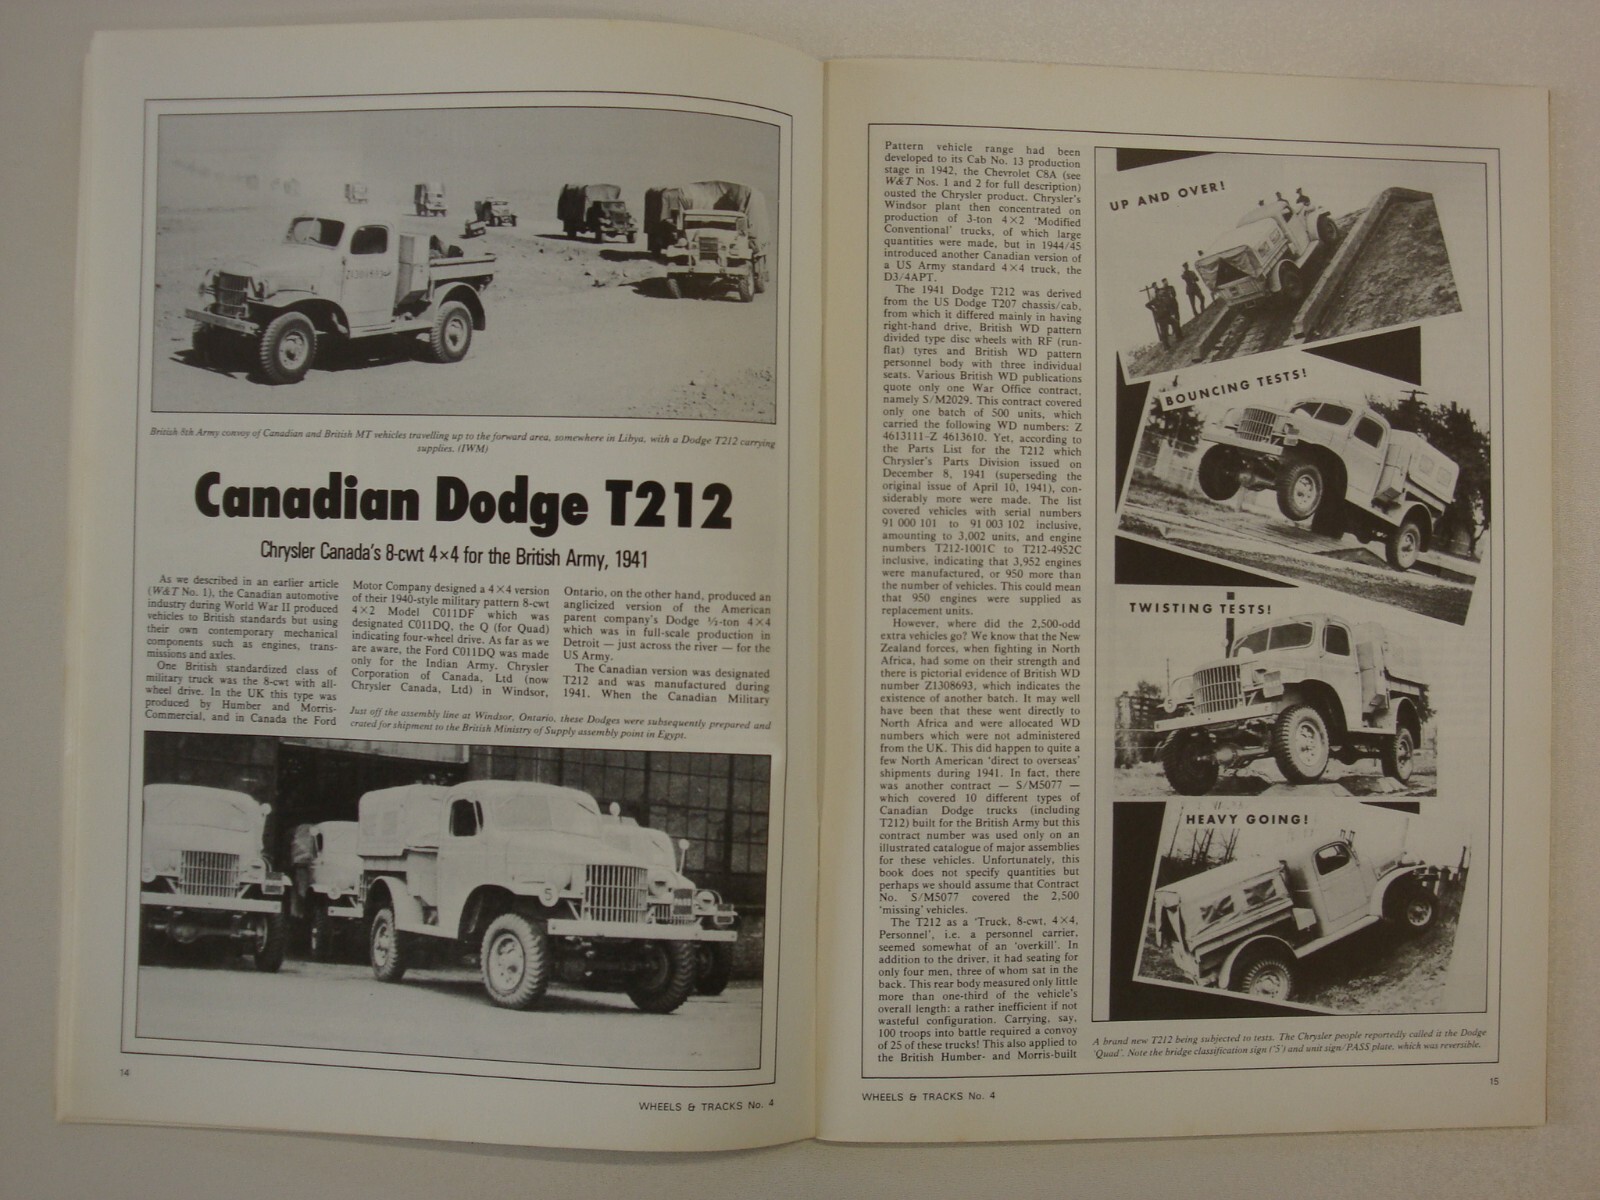 Z1308693
British 8th Army convoy of Canadian and British MT vehicles travelling up to the forward area, somewhere in Libya, with a Dodge T212 carrying
supplies. (IWM)
Canadian Dodge T212
Chrysler Canada's 8-cwt 4×4 for the British Army, 1941
As we described in an earlier article
(W&T No. 1), the Canadian automotive
industry during World War II produced
vehicles to British standards but using
their own contemporary mechanical
components such as engines, trans-
missions and axles.
One British standardized class of
military truck was the 8-cwt with all-
wheel drive. In the UK this type was
produced by Humber and Morris-
Commercial, and in Canada the Ford
Motor Company designed a 4×4 version
of their 1940-style military pattern 8-cwt
4×2 Model C011DF which was
designated C011DQ, the Q (for Quad)
indicating four-wheel drive. As far as we
are aware, the Ford C011DQ was made
only for the Indian Army. Chrysler
Corporation of Canada, Ltd (now
Chrysler Canada, Ltd) in Windsor,
Ontario, on the other hand, produced an
anglicized version of the American
parent company's Dodge ½-ton 4×4
which was in full-scale production in
Detroit — just across the river — for the
US Army.
The Canadian version was designated
T212 and was manufactured during
1941. When the Canadian Military
Just off the assembly line at Windsor, Ontario, these Dodges were subsequently prepared and
crated for shipment to the British Ministry of Supply assembly point in Egypt.
5
14
WHEELS & TRACKS No. 4
Pattern vehicle range had been
developed to its Cab No. 13 production
stage in 1942, the Chevrolet C8A (see
W&T Nos. 1 and 2 for full description)
ousted the Chrysler product. Chrysler's
Windsor plant then concentrated on
production of 3-ton 4×2 'Modified
Conventional' trucks, of which large
quantities were made, but in 1944/45
introduced another Canadian version of
a US Army standard 4×4 truck, the
D3/4APT.
The 1941 Dodge T212 was derived
from the US Dodge T207 chassis/cab,
from which it differed mainly in having
right-hand drive, British WD pattern
divided type disc wheels with RF (run-
flat) tyres and British WD pattern
personnel body with three individual
seats. Various British WD publications
quote only one War Office contract,
namely S/M2029. This contract covered
only one batch of 500 units, which
carried the following WD numbers: Z
4613111–Z 4613610. Yet, according to
the Parts List for the T212 which
Chrysler's Parts Division issued on
December 8, 1941 (superseding the
original issue of April 10, 1941), con-
siderably more were made. The list
covered vehicles with serial numbers
91 000 101 to 91 003 102 inclusive,
amounting to 3,002 units, and engine
numbers T212-1001C to T212-4952C
inclusive, indicating that 3,952 engines
were manufactured, or 950 more than
the number of vehicles. This could mean
that 950 engines were supplied as
replacement units.
However, where did the 2,500-odd
extra vehicles go? We know that the New
Zealand forces, when fighting in North
Africa, had some on their strength and
there is pictorial evidence of British WD
number Z1308693, which indicates the
existence of another batch. It may well
have been that these went directly to
North Africa and were allocated WD
numbers which were not administered
from the UK. This did happen to quite a
few North American 'direct to overseas'
shipments during 1941. In fact, there
was another contract — S/M5077 —
which covered 10 different types of
Canadian Dodge trucks (including
T212) built for the British Army but this
contract number was used only on an
illustrated catalogue of major assemblies
for these vehicles. Unfortunately, this
book does not specify quantities but
perhaps we should assume that Contract
No. S/M5077 covered the 2,500
'missing' vehicles.
The T212 as a 'Truck, 8-cwt, 4×4,
Personnel', i.e. a personnel carrier,
seemed somewhat of an 'overkill'. In
addition to the driver, it had seating for
only four men, three of whom sat in the
back. This rear body measured only little
more than one-third of the vehicle's
overall length: a rather inefficient if not
wasteful configuration. Carrying, say,
100 troops into battle required a convoy
of 25 of these trucks! This also applied to
the British Humber- and Morris-built
UP AND OVER!
BOUNCING TESTS!
TWISTING TESTS!
5
HEAVY GOING!
A brand new T212 being subjected to tests. The Chrysler people reportedly called it the Dodge
'Quad'. Note the bridge classification sign ('5') and unit sign/PASS plate, which was reversible.
15
WHEELS & TRACKS No. 4